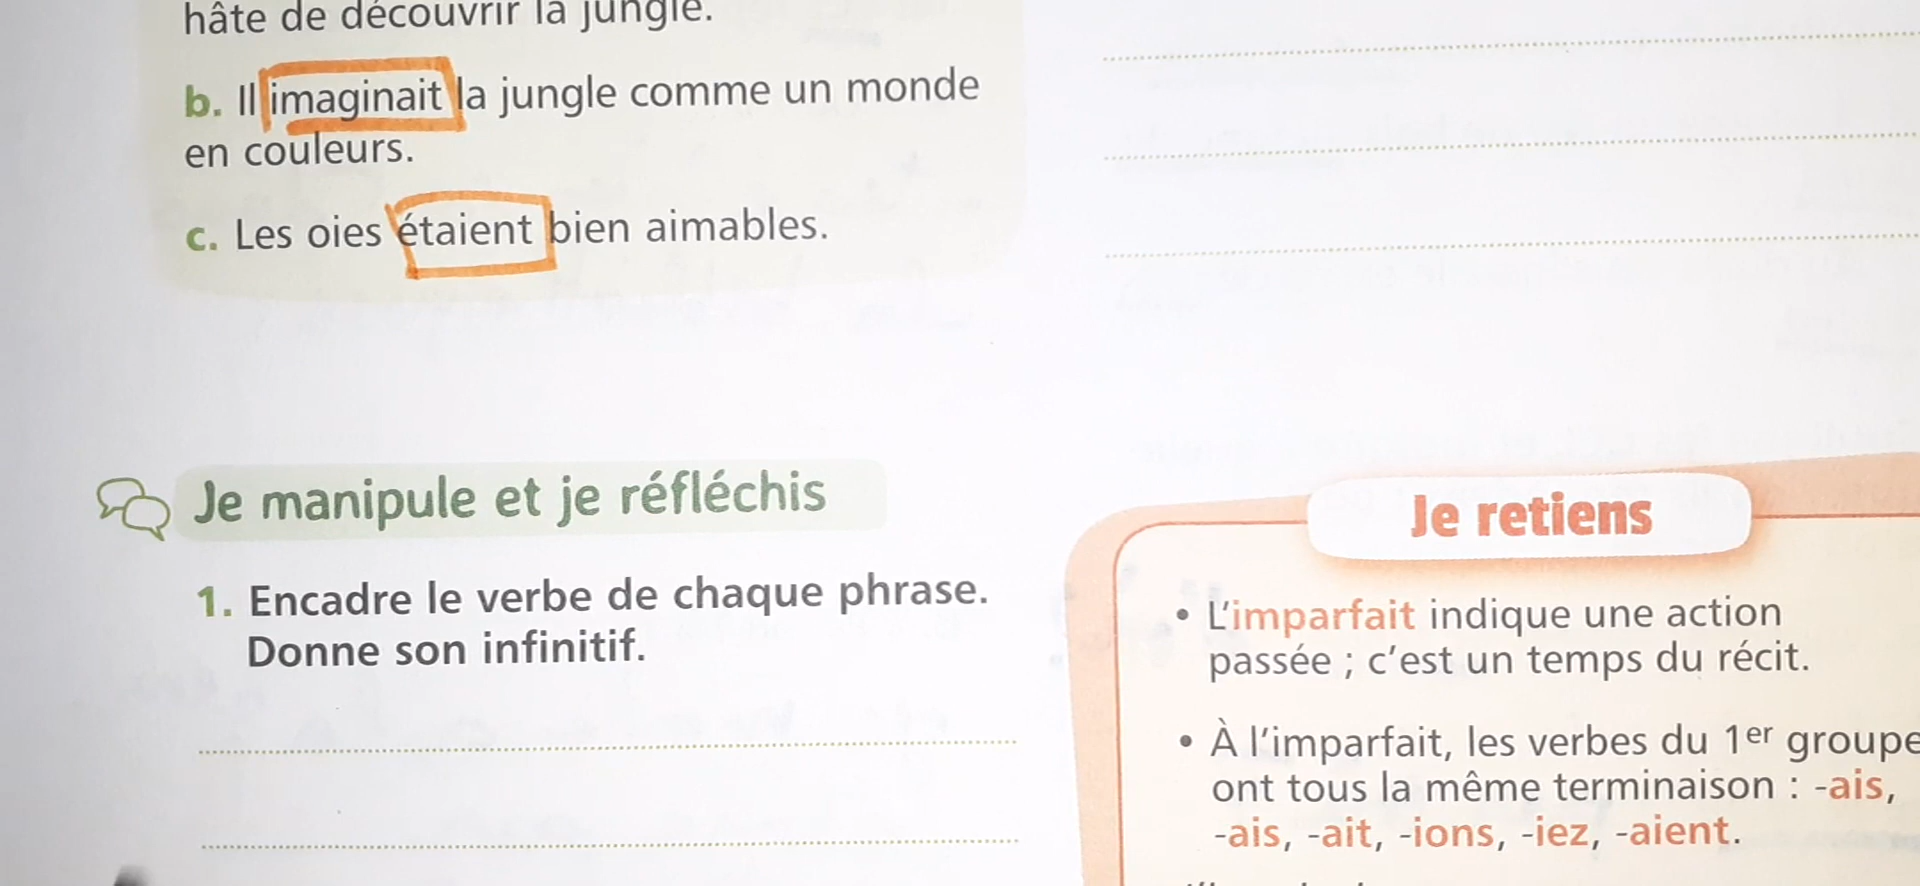 hâte de découvrir la jungle.
b. Il imaginait la jungle comme un monde
en couleurs.
c. Les oies étaient bien aimables.
Je manipule et je réfléchis
1. Encadre le verbe de chaque phrase.
Donne son infinitif.
Je retiens
• L'imparfait indique une action
passée ; c'est un temps du récit.
• À l'imparfait, les verbes du 1er groupe
ont tous la même terminaison : -ais,
-ais, -ait, -ions, -iez, -aient.